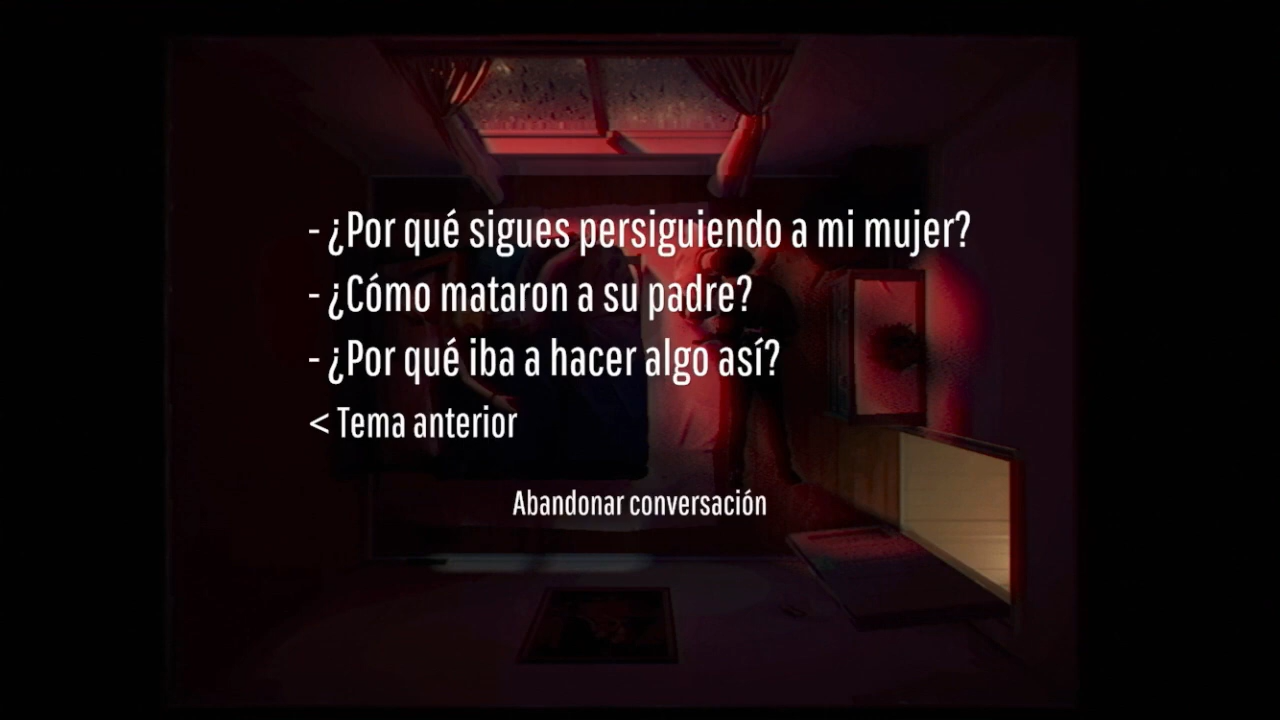 - ¿Por qué sigues persiguiendo a mi mujer?
- ¿Cómo mataron a su padre?
- ¿Por qué iba a hacer algo así?
< Tema anterior
Abandonar conversación